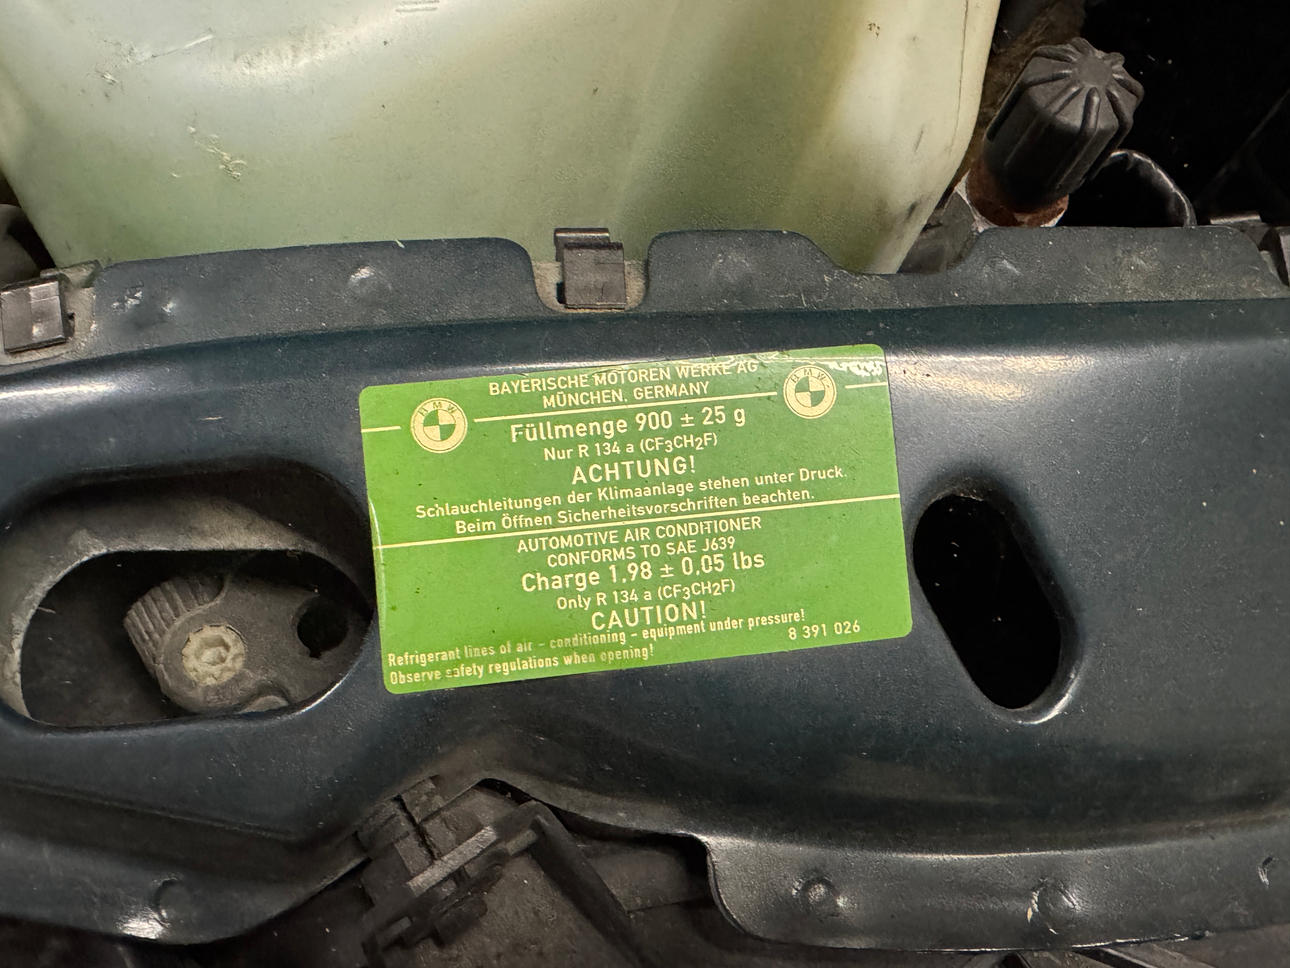 BAYERISCHE MOTOREN WERKE AG
MÜNCHEN, GERMANY
BMW
BMW
Füllmenge 900 ± 25 g
Nur R 134 a (CF3CH2F)
ACHTUNG!
Schlauchleitungen der Klimaanlage stehen unter Druck.
Beim Öffnen Sicherheitsvorschriften beachten.
AUTOMOTIVE AIR CONDITIONER
CONFORMS TO SAE J639
Charge 1,98 ± 0,05 lbs
Only R 134 a (CF3CH2F)
CAUTION!
Refrigerant lines of air - conditioning - equipment under pressure!
Observe safety regulations when opening!
8 391 026